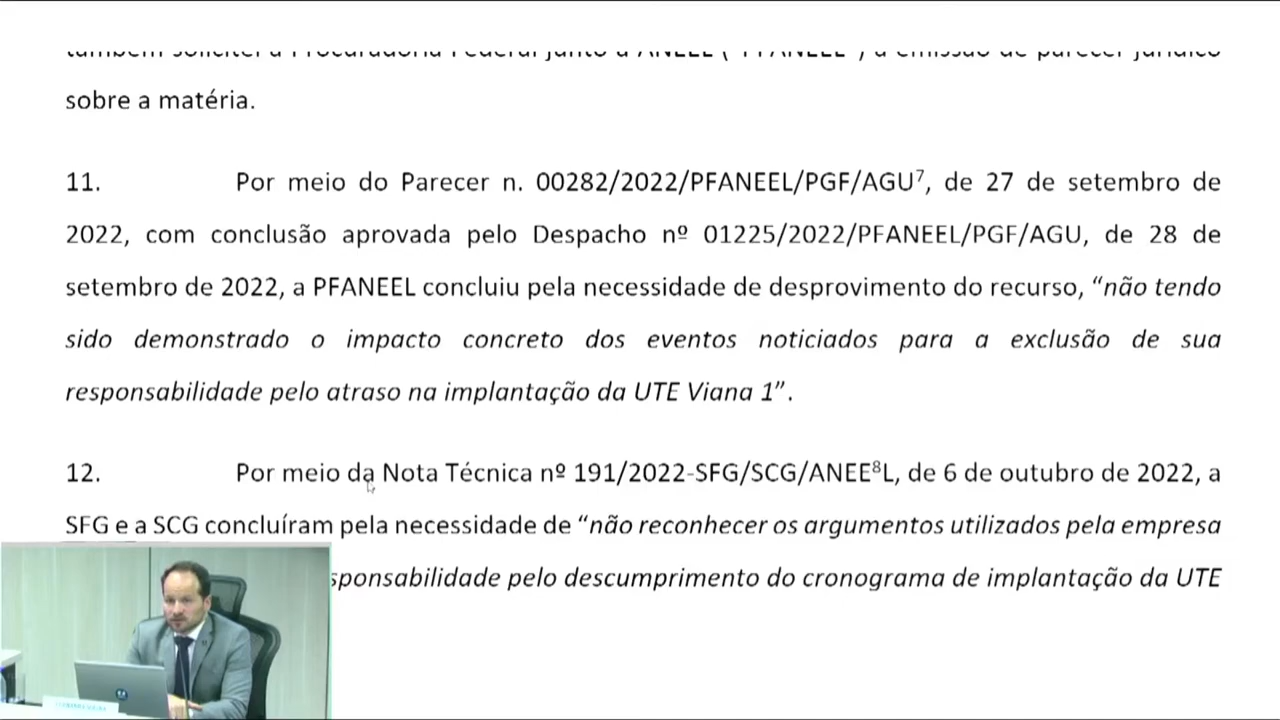 sobre a matéria.
11. Por meio do Parecer n. 00282/2022/PFANEEL/PGF/AGU⁷, de 27 de setembro de
2022, com conclusão aprovada pelo Despacho nº 01225/2022/PFANEEL/PGF/AGU, de 28 de
setembro de 2022, a PFANEEL concluiu pela necessidade de desprovimento do recurso, “não tendo
sido demonstrado o impacto concreto dos eventos noticiados para a exclusão de sua
responsabilidade pelo atraso na implantação da UTE Viana 1”.
12. Por meio da Nota Técnica nº 191/2022-SFG/SCG/ANEE⁸L, de 6 de outubro de 2022, a
SFG e a SCG concluíram pela necessidade de “não reconhecer os argumentos utilizados pela empresa
sponsabilidade pelo descumprimento do cronograma de implantação da UTE